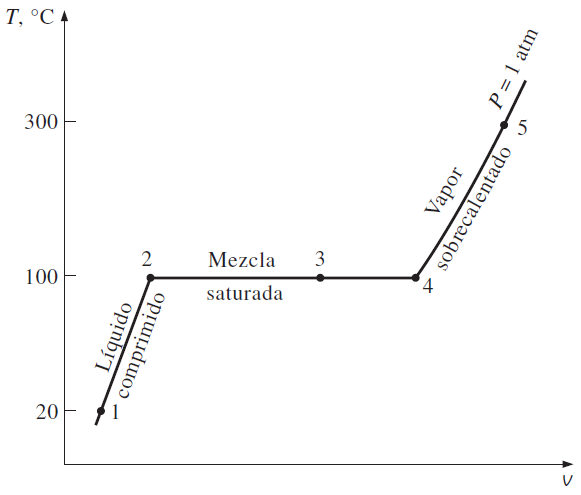 T, °C
P = 1 atm
300
5
Vapor
sobrecalentado
2
Mezcla
3
100
saturada
4
Líquido
comprimido
20
1
v